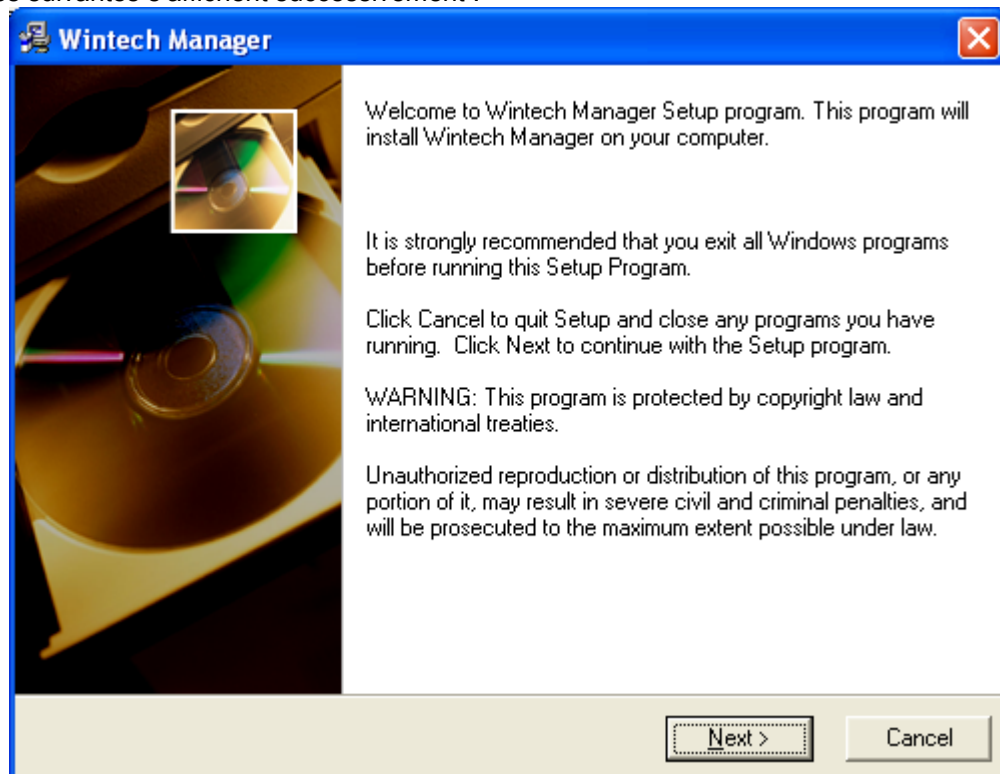 Wintech Manager
Welcome to Wintech Manager Setup program. This program will
install Wintech Manager on your computer.
It is strongly recommended that you exit all Windows programs
before running this Setup Program.
Click Cancel to quit Setup and close any programs you have
running. Click Next to continue with the Setup program.
WARNING: This program is protected by copyright law and
international treaties.
Unauthorized reproduction or distribution of this program, or any
portion of it, may result in severe civil and criminal penalties, and
will be prosecuted to the maximum extent possible under law.
Next >
Cancel